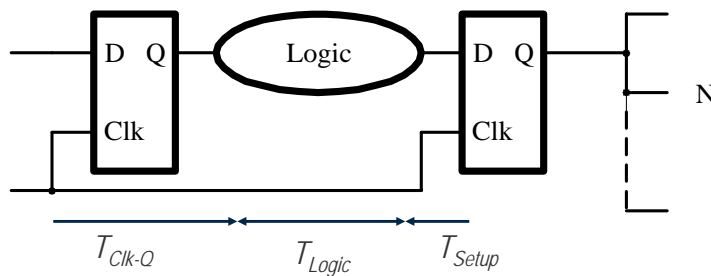 D Q Logic D Q
N
Clk Clk
T_Clk-Q T_Logic T_Setup